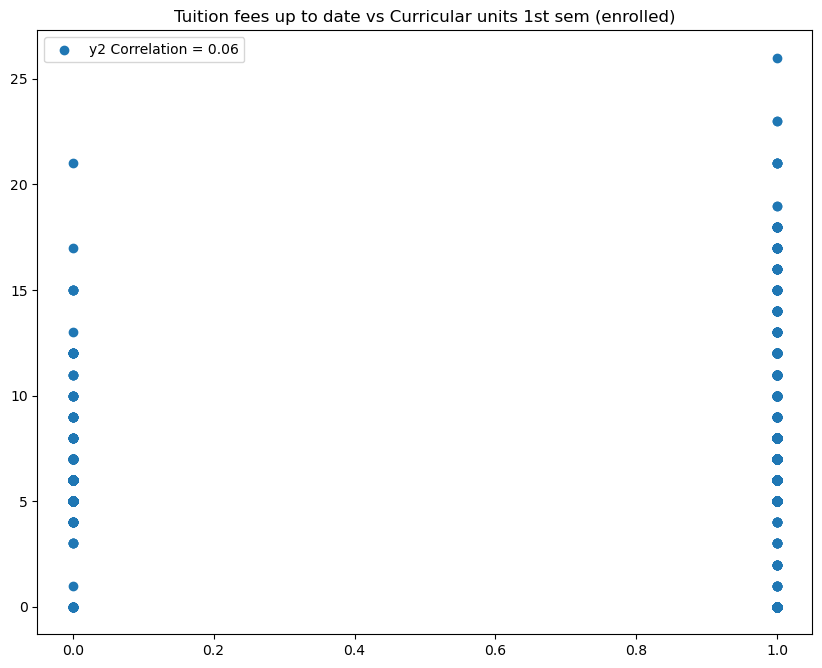 Tuition fees up to date vs Curricular units 1st sem (enrolled)
y2 Correlation = 0.06
25
20
15
10
5
0
0.0 0.2 0.4 0.6 0.8 1.0